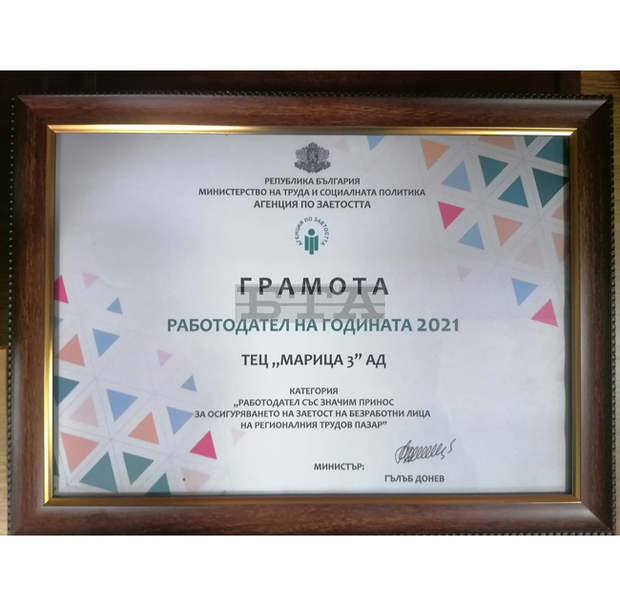 РЕПУБЛИКА БЪЛГАРИЯ
МИНИСТЕРСТВО НА ТРУДА И СОЦИАЛНАТА ПОЛИТИКА
АГЕНЦИЯ ПО ЗАЕТОСТТА
АГЕНЦИЯ ПО ЗАЕТОСТТА
ГРАМОТА
БТА
РАБОТОДАТЕЛ НА ГОДИНАТА 2021
ТЕЦ „МАРИЦА 3” АД
КАТЕГОРИЯ
„РАБОТОДАТЕЛ СЪС ЗНАЧИМ ПРИНОС
ЗА ОСИГУРЯВАНЕТО НА ЗАЕТОСТ НА БЕЗРАБОТНИ ЛИЦА
НА РЕГИОНАЛНИЯ ТРУДОВ ПАЗАР”
МИНИСТЪР:
ГЪЛЪБ ДОНЕВ